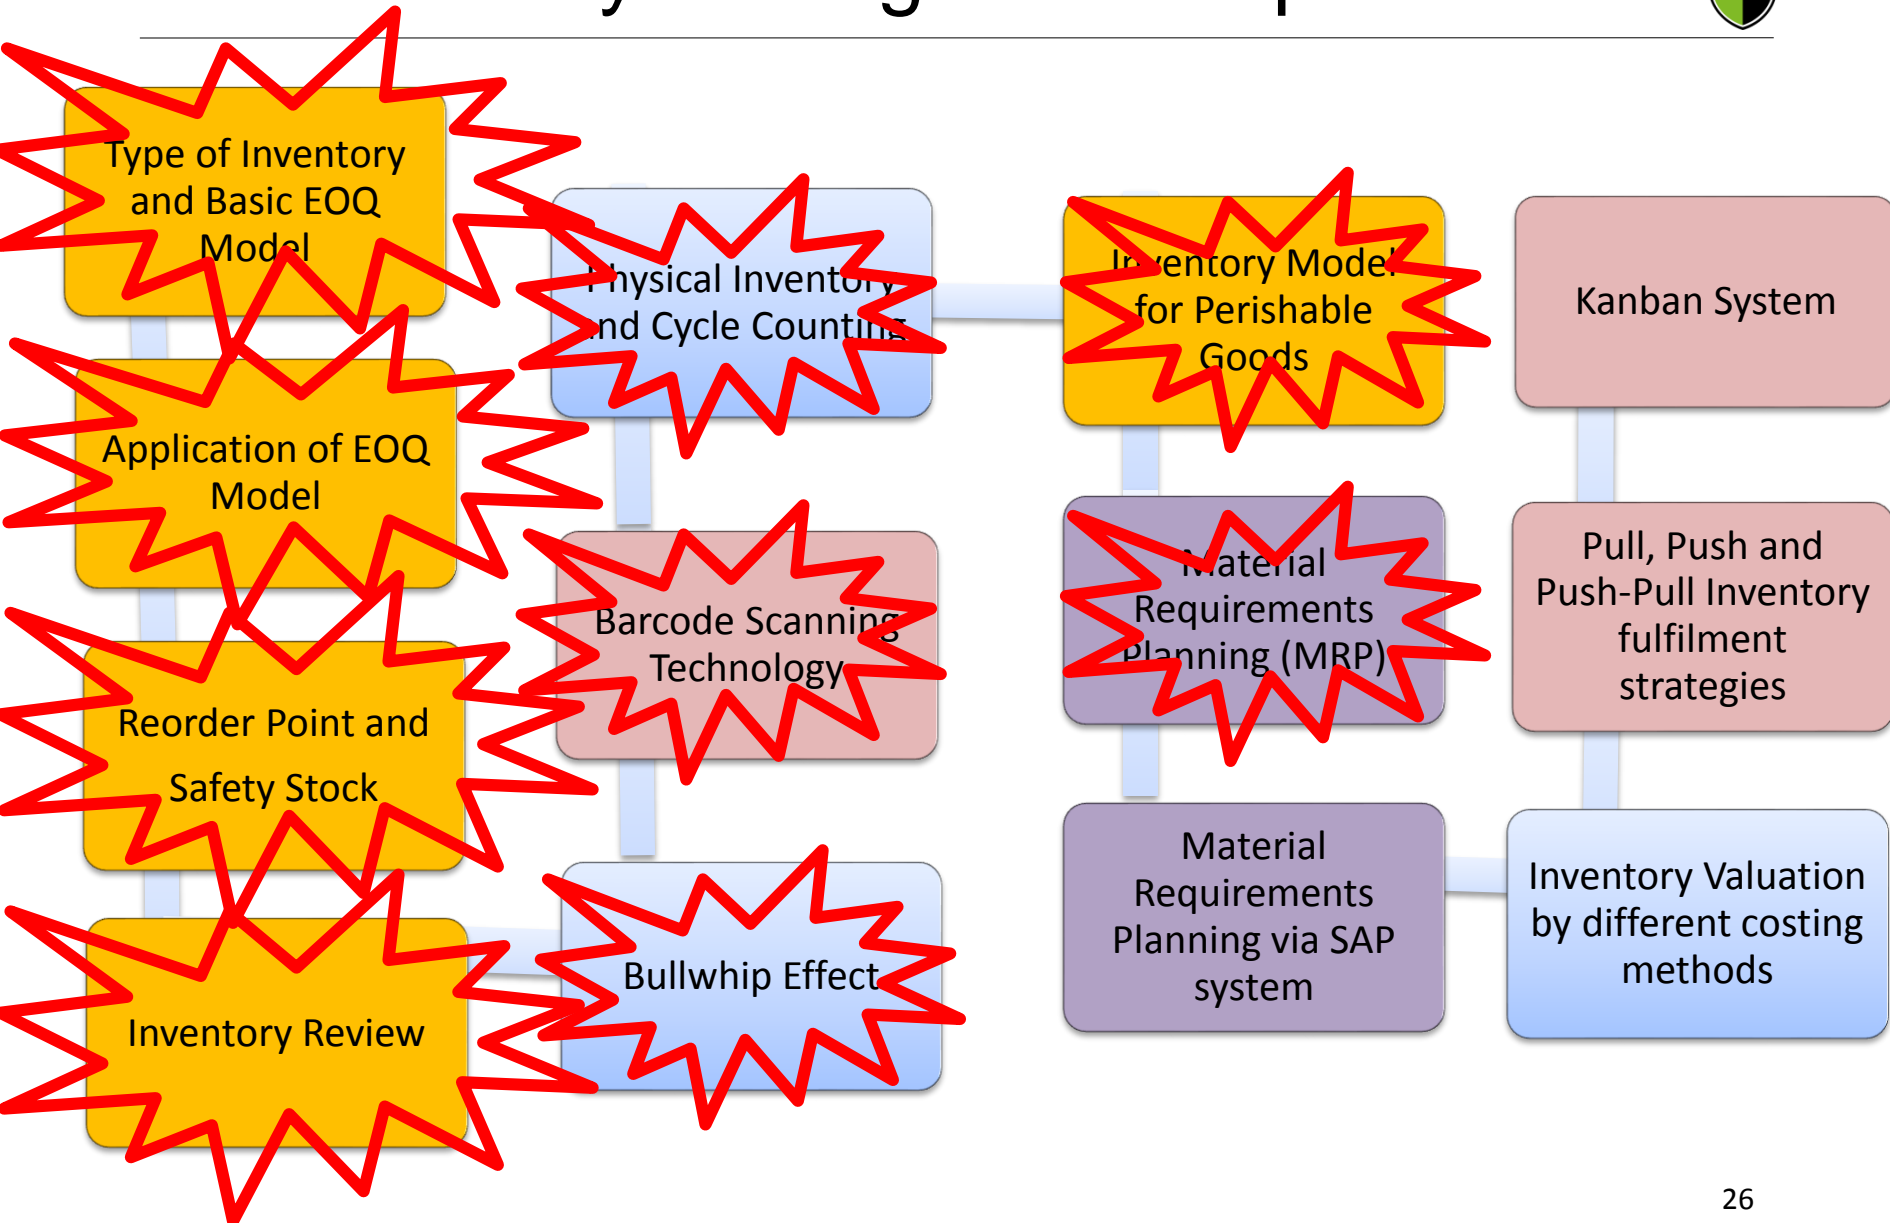 Type of Inventory
and Basic EOQ
Model
Application of EOQ
Model
Reorder Point and
Safety Stock
Inventory Review
Physical Inventory
and Cycle Counting
Barcode Scanning
Technology
Bullwhip Effect
Inventory Model
for Perishable
Goods
Material
Requirements
Planning (MRP)
Material
Requirements
Planning via SAP
system
Kanban System
Pull, Push and
Push-Pull Inventory
fulfilment
strategies
Inventory Valuation
by different costing
methods
26